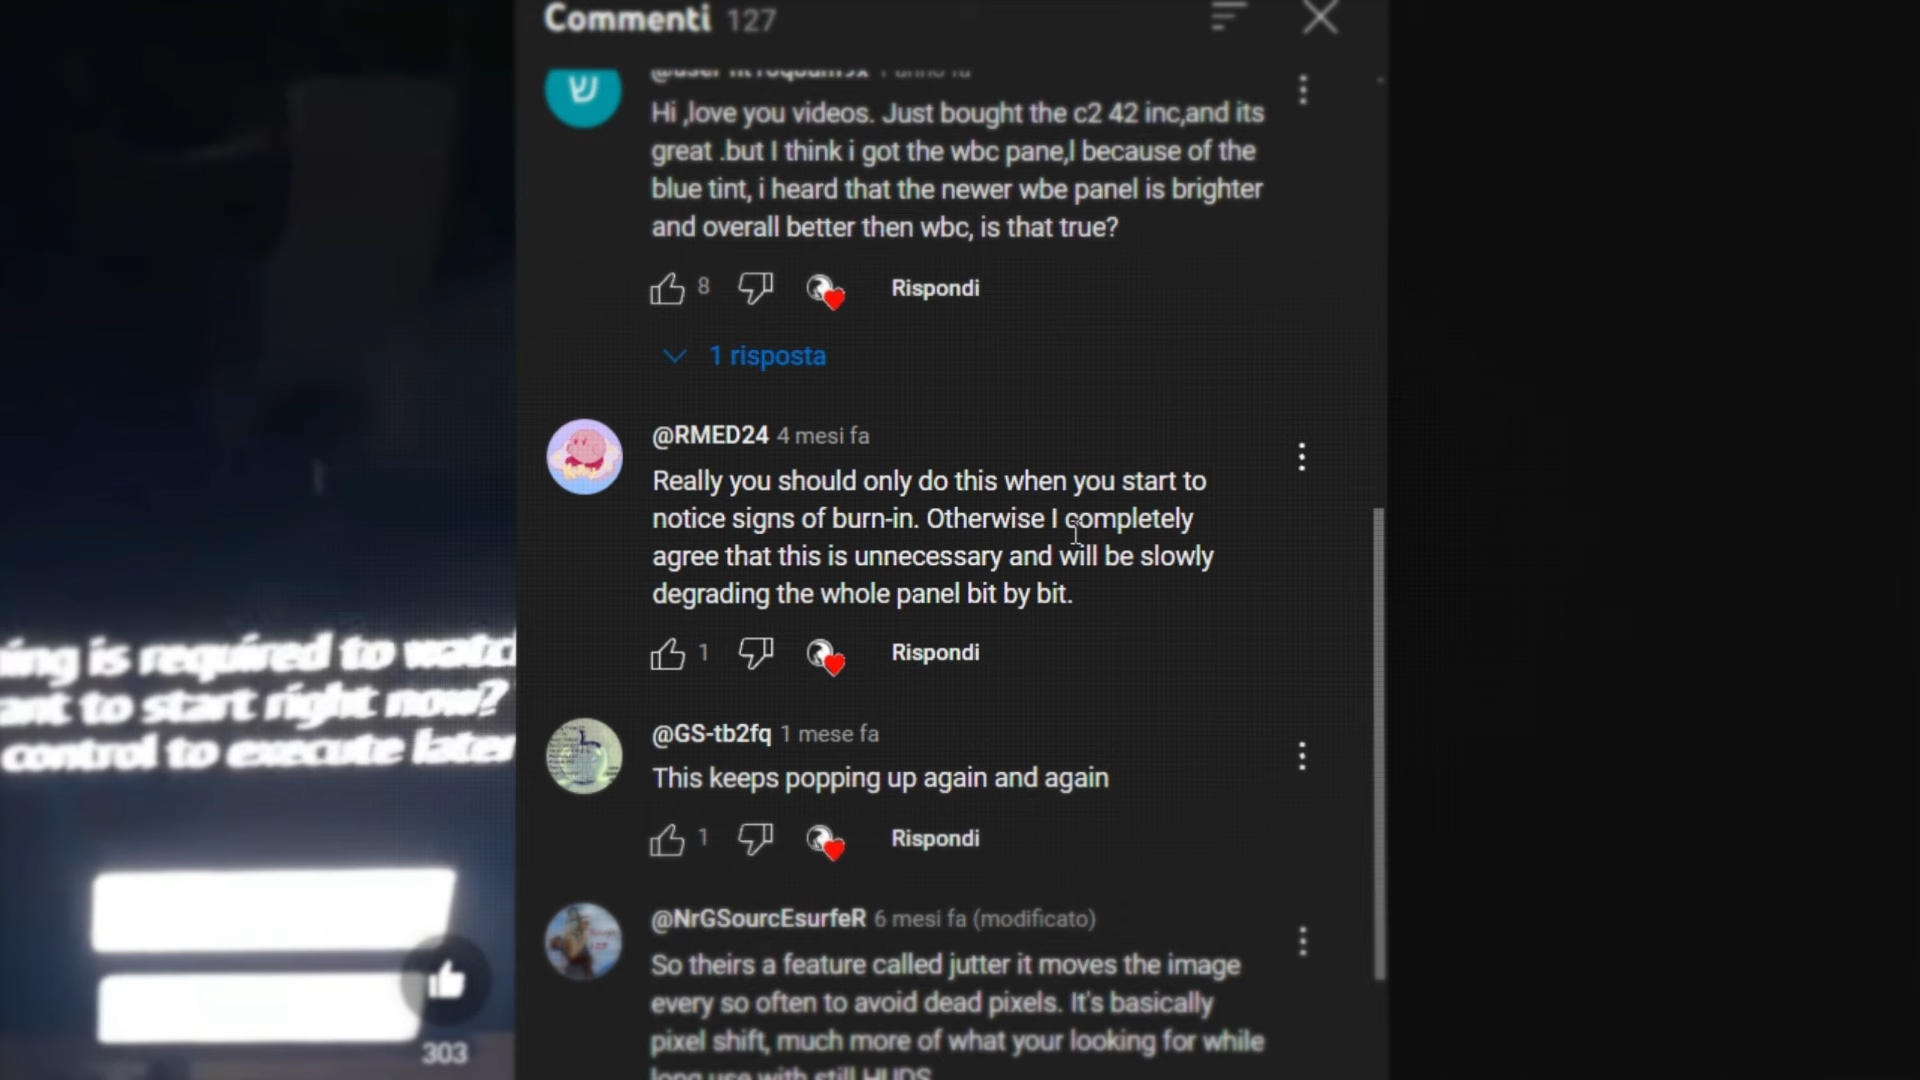 Commenti 127
ש
Hi ,love you videos. Just bought the c2 42 inc,and its
great .but I think i got the wbc pane,l because of the
blue tint, i heard that the newer wbe panel is brighter
and overall better then wbc, is that true?
8 Rispondi
1 risposta
@RMED24 4 mesi fa
Really you should only do this when you start to
notice signs of burn-in. Otherwise I completely
agree that this is unnecessary and will be slowly
degrading the whole panel bit by bit.
1 Rispondi
@GS-tb2fq 1 mese fa
This keeps popping up again and again
1 Rispondi
@NrGSourcEsurfeR 6 mesi fa (modificato)
So theirs a feature called jutter it moves the image
every so often to avoid dead pixels. It's basically
pixel shift, much more of what your looking for while
long use with still HUDS
ing is required to watc
ant to start right now?
control to execute later
303